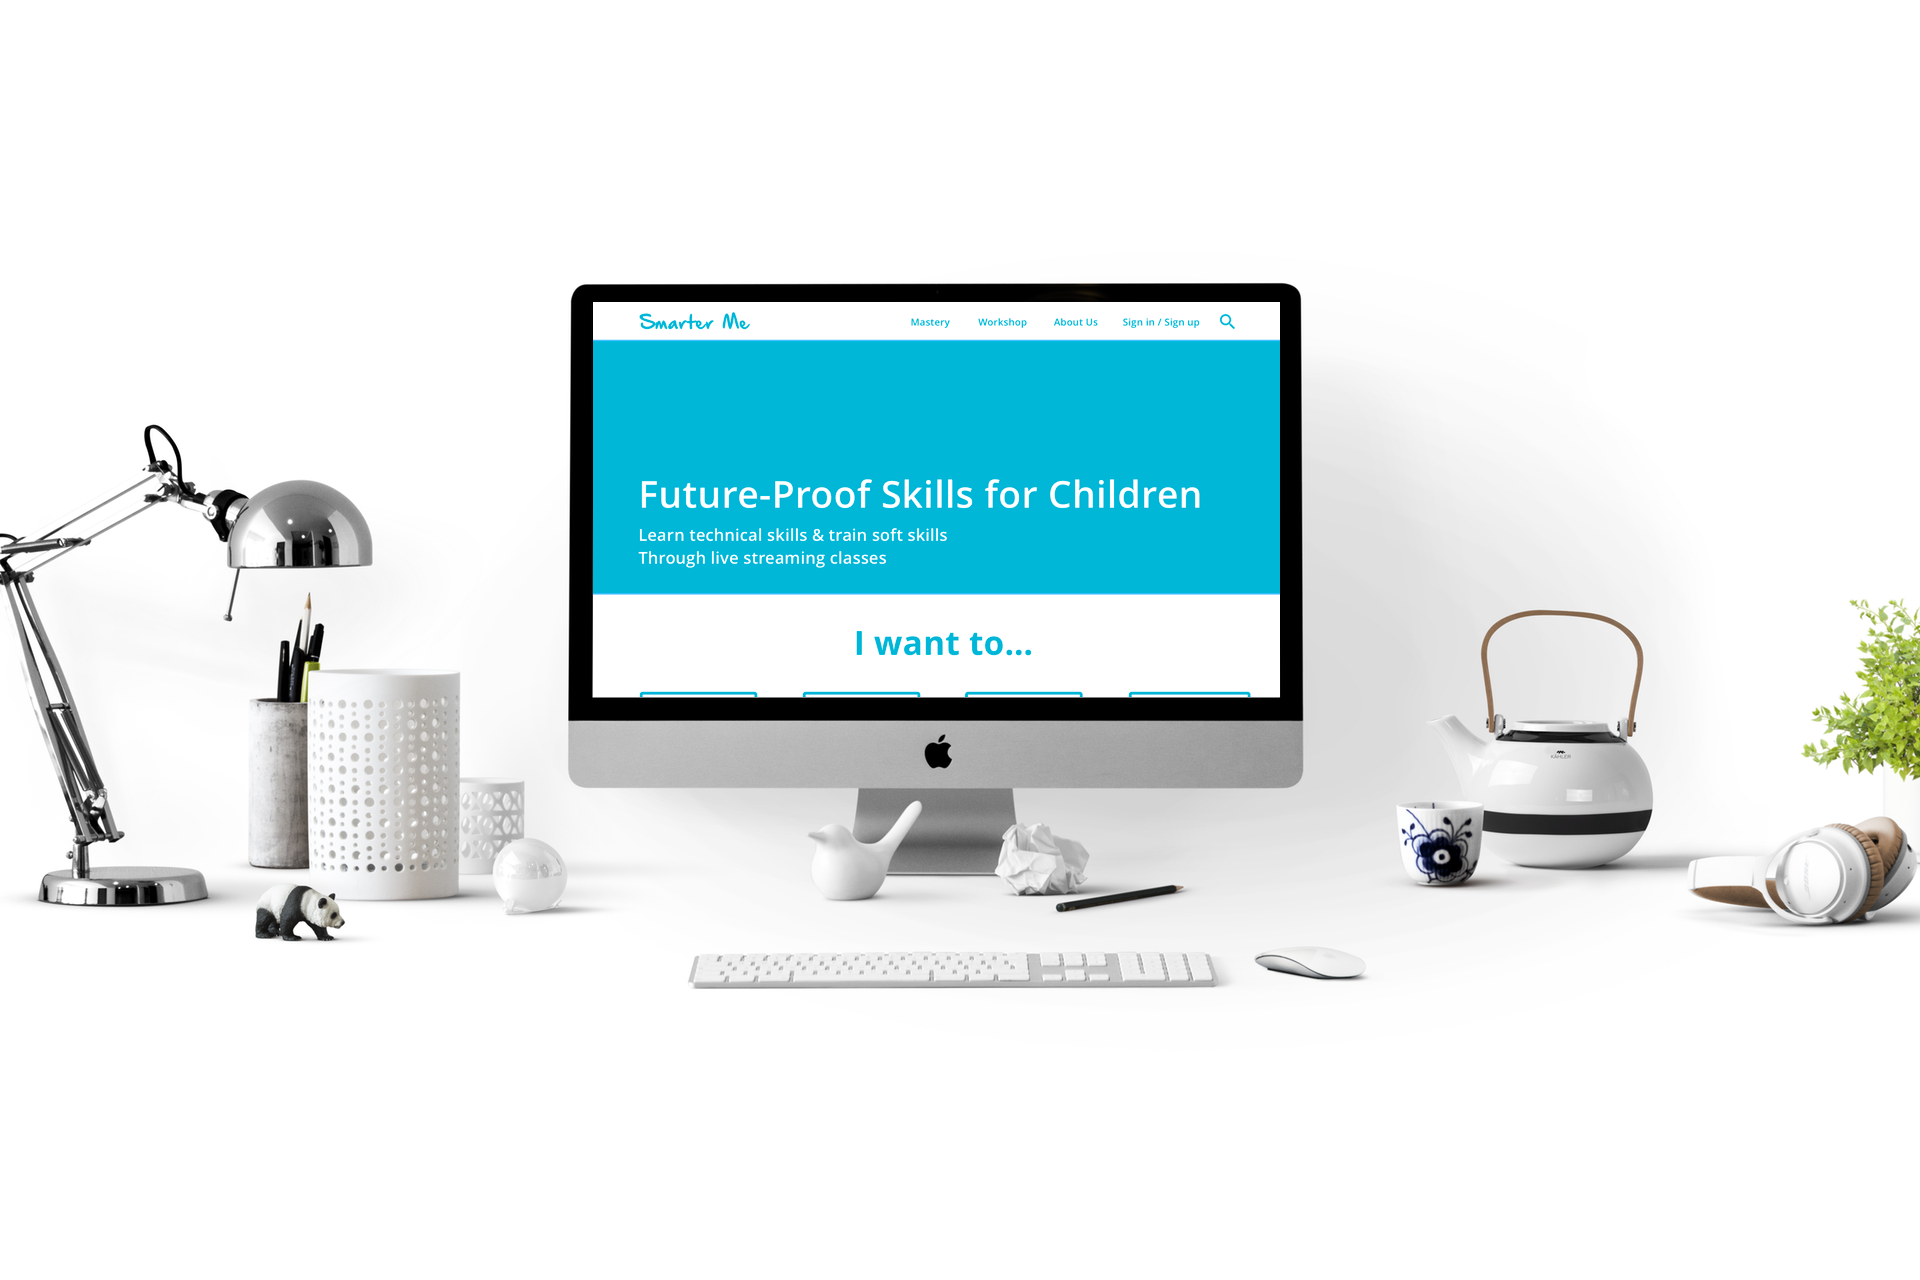 Smarter Me
Mastery Workshop About Us Sign in / Sign up
Future-Proof Skills for Children
Learn technical skills & train soft skills
Through live streaming classes
I want to...
KÄHLER